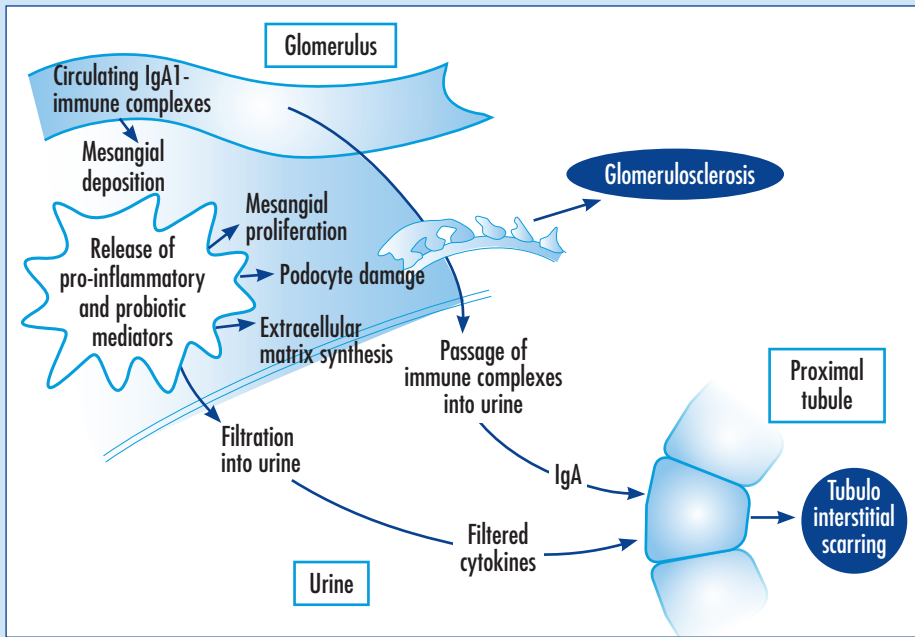 Glomerulus
Circulating IgA1-
immune complexes
Mesangial
deposition
Glomerulosclerosis
Mesangial
proliferation
Release of
pro-inflammatory
and probiotic
mediators
Podocyte damage
Extracellular
matrix synthesis
Passage of
immune complexes
into urine
Proximal
tubule
Filtration
into urine
IgA
Tubulo
interstitial
scarring
Filtered
cytokines
Urine